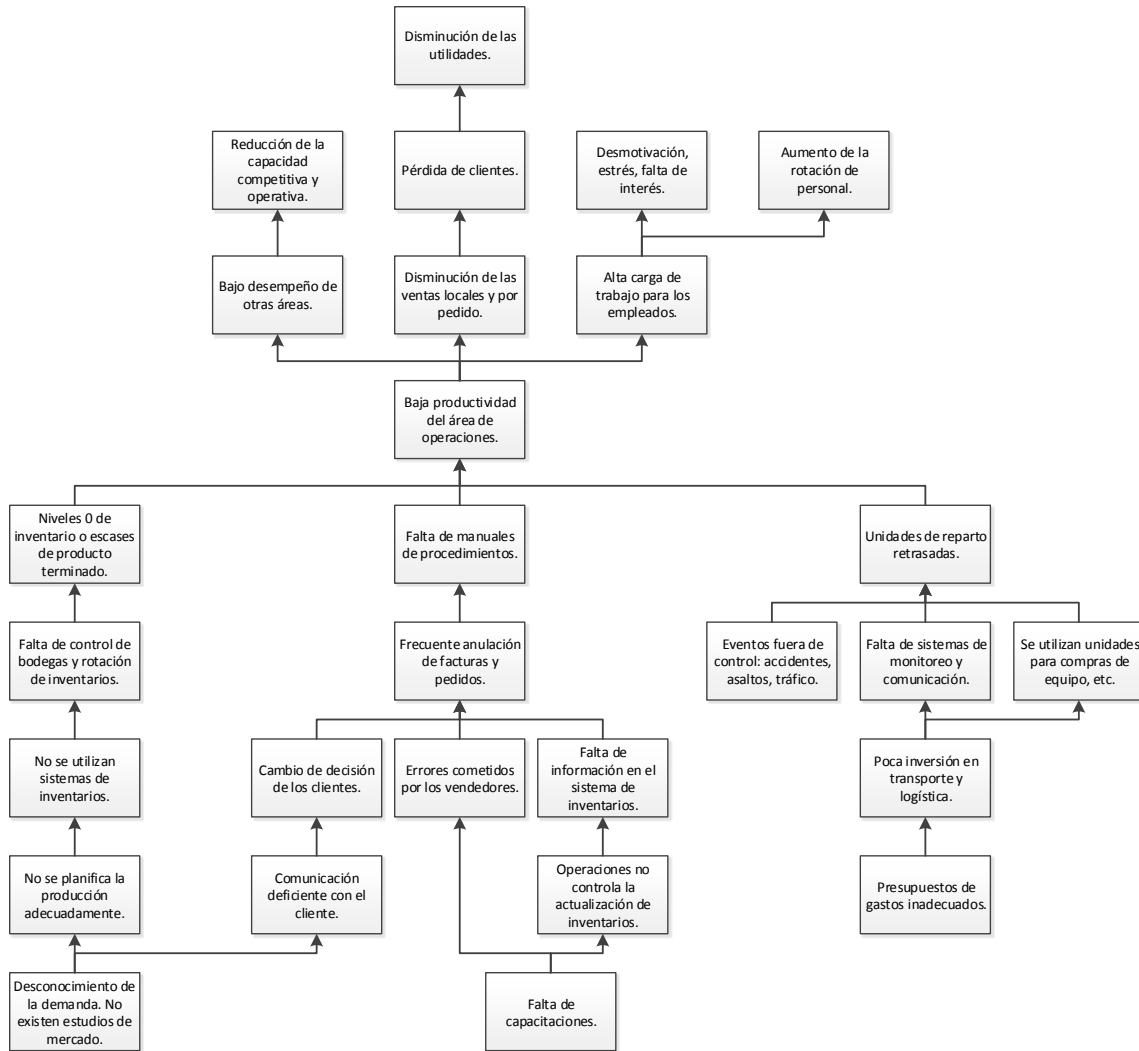 Disminución de las
utilidades.
Reducción de la
capacidad
competitiva y
operativa.
Pérdida de clientes.
Desmotivación,
estrés, falta de
interés.
Aumento de la
rotación de
personal.
Bajo desempeño de
otras áreas.
Disminución de las
ventas locales y por
pedido.
Alta carga de
trabajo para los
empleados.
Baja productividad
del área de
operaciones.
Niveles 0 de
inventario o escases
de producto
terminado.
Falta de manuales
de procedimientos.
Unidades de reparto
retrasadas.
Falta de control de
bodegas y rotación
de inventarios.
Frecuente anulación
de facturas y
pedidos.
Eventos fuera de
control: accidentes,
asaltos, tráfico.
Falta de sistemas de
monitoreo y
comunicación.
Se utilizan unidades
para compras de
equipo, etc.
No se utilizan
sistemas de
inventarios.
Cambio de decisión
de los clientes.
Errores cometidos
por los vendedores.
Falta de
información en el
sistema de
inventarios.
Poca inversión en
transporte y
logística.
No se planifica la
producción
adecuadamente.
Comunicación
deficiente con el
cliente.
Operaciones no
controla la
actualización de
inventarios.
Presupuestos de
gastos inadecuados.
Desconocimiento de
la demanda. No
existen estudios de
mercado.
Falta de
capacitaciones.